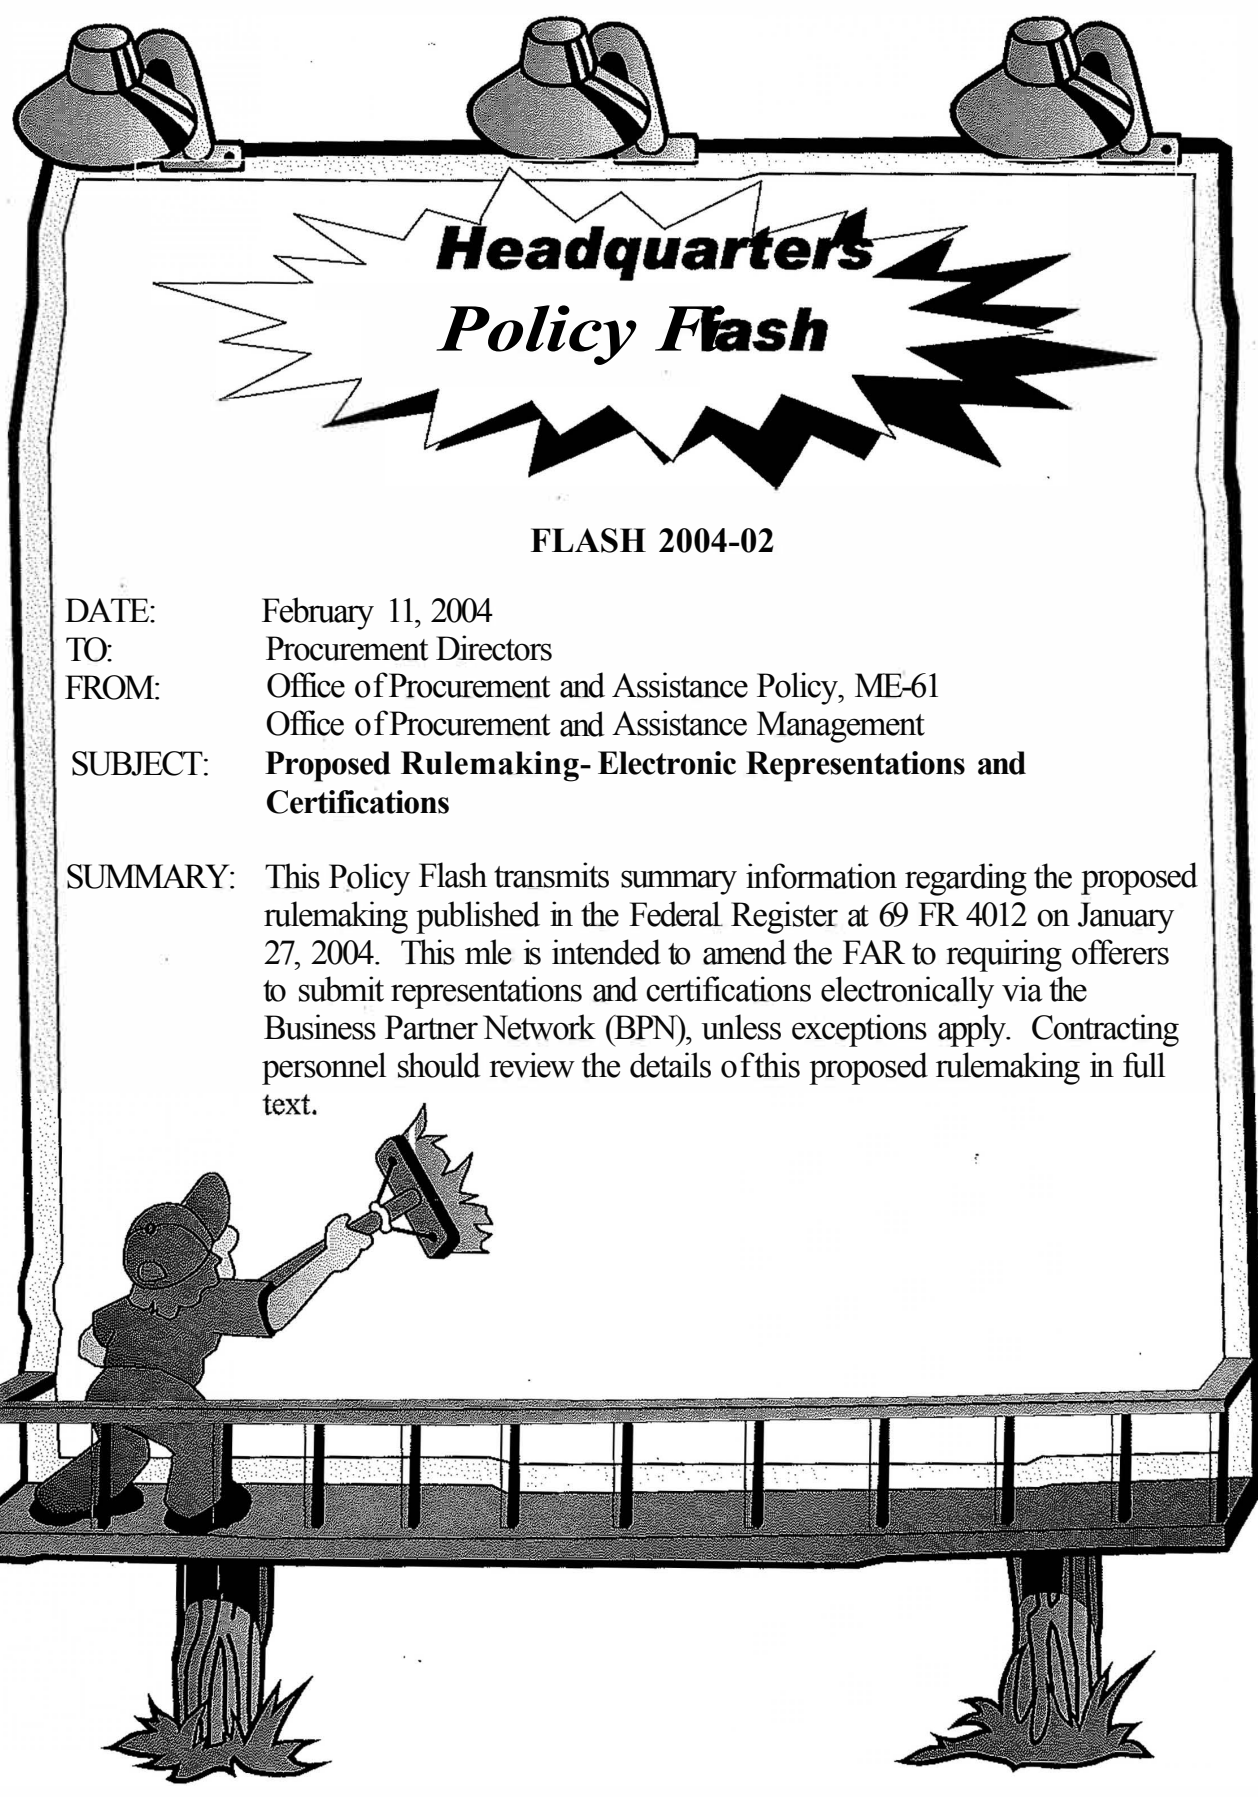 Headquarters
Policy Flash
FLASH 2004-02
DATE: February 11, 2004
TO: Procurement Directors
FROM: Office of Procurement and Assistance Policy, ME-61
Office of Procurement and Assistance Management
SUBJECT: Proposed Rulemaking- Electronic Representations and
Certifications
SUMMARY: This Policy Flash transmits summary information regarding the proposed
rulemaking published in the Federal Register at 69 FR 4012 on January
27, 2004. This mle is intended to amend the FAR to requiring offerers
to submit representations and certifications electronically via the
Business Partner Network (BPN), unless exceptions apply. Contracting
personnel should review the details of this proposed rulemaking in full
text.